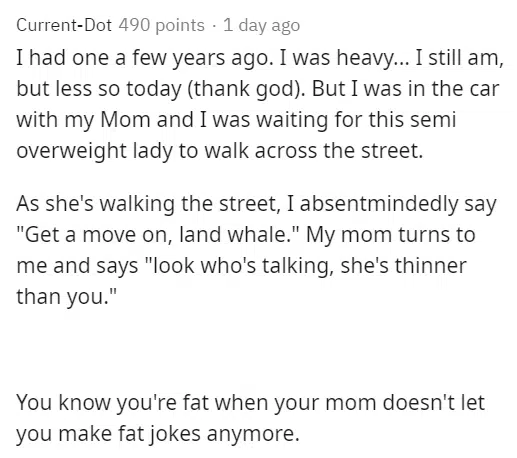 Current-Dot 490 points · 1 day ago
I had one a few years ago. I was heavy... I still am,
but less so today (thank god). But I was in the car
with my Mom and I was waiting for this semi
overweight lady to walk across the street.
As she's walking the street, I absentmindedly say
"Get a move on, land whale." My mom turns to
me and says "look who's talking, she's thinner
than you."
You know you're fat when your mom doesn't let
you make fat jokes anymore.